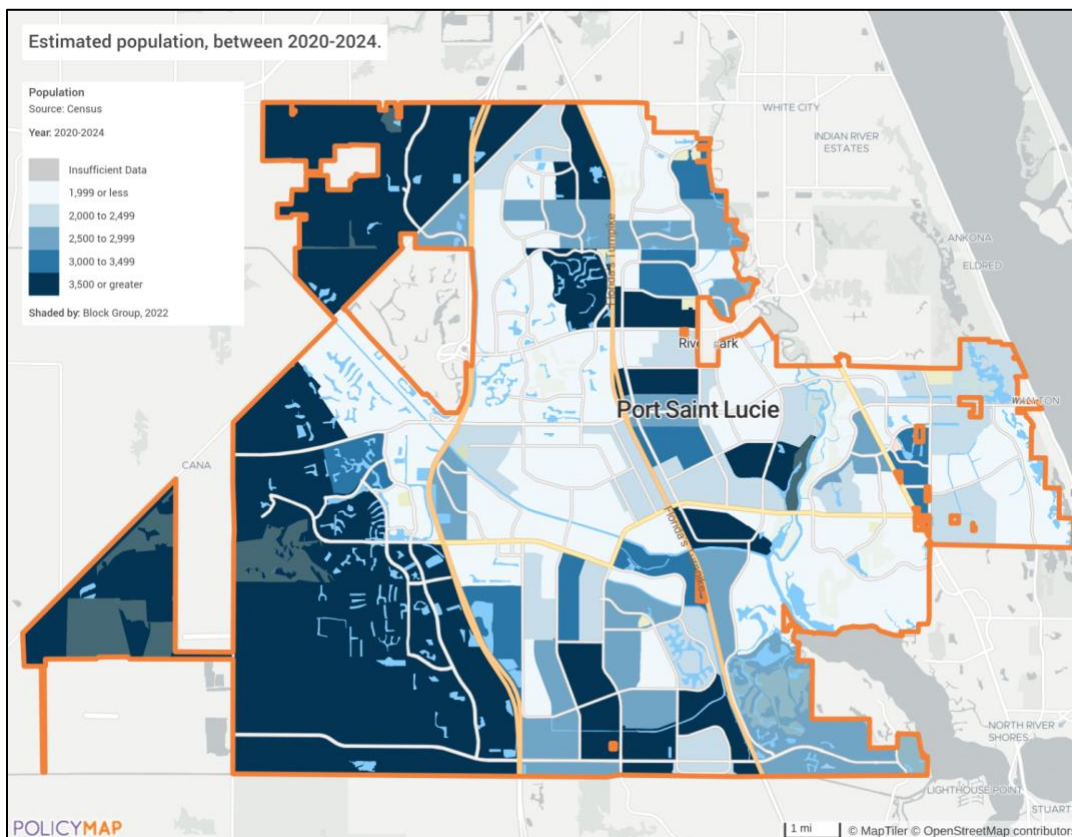 Estimated population, between 2020-2024.
Population
Source: Census
Year: 2020-2024
Insufficient Data
1,999 or less
2,000 to 2,499
2,500 to 2,999
3,000 to 3,499
3,500 or greater
Shaded by: Block Group, 2022
WHITE CITY
INDIAN RIVER
ESTATES
ANKONA
ELDRED
Florida's Turnpike
Port Saint Lucie
CANA
Florida's
NORTH RIVER
SHORES
LIGHTHOUSE POINT
STUART
POLICYMAP
1 mi
© MapTiler © OpenStreetMap contributors